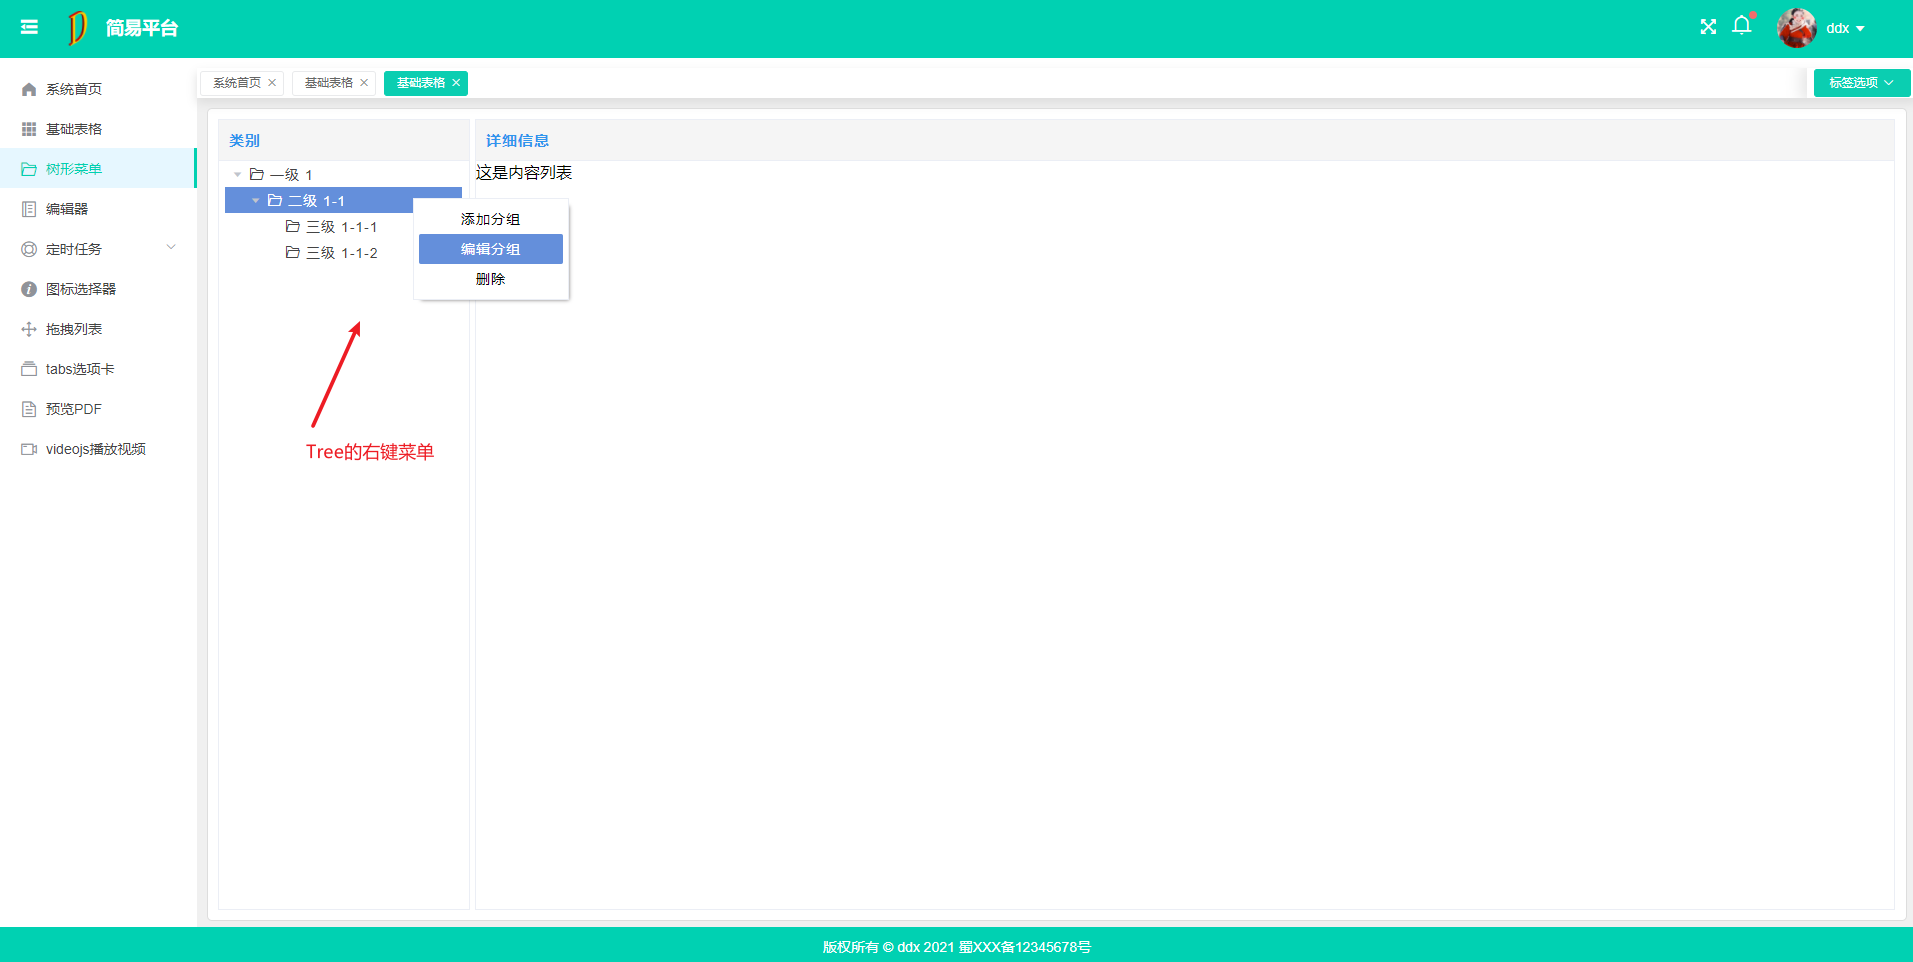 简易平台
ddx
系统首页
基础表格
树形菜单
编辑器
定时任务
图标选择器
拖拽列表
tabs选项卡
预览PDF
videojs播放视频
系统首页
基础表格
基础表格
标签选项
类别
一级 1
二级 1-1
三级 1-1-1
三级 1-1-2
添加分组
编辑分组
删除
Tree的右键菜单
详细信息
这是内容列表
版权所有 © ddx 2021 蜀XXX备12345678号